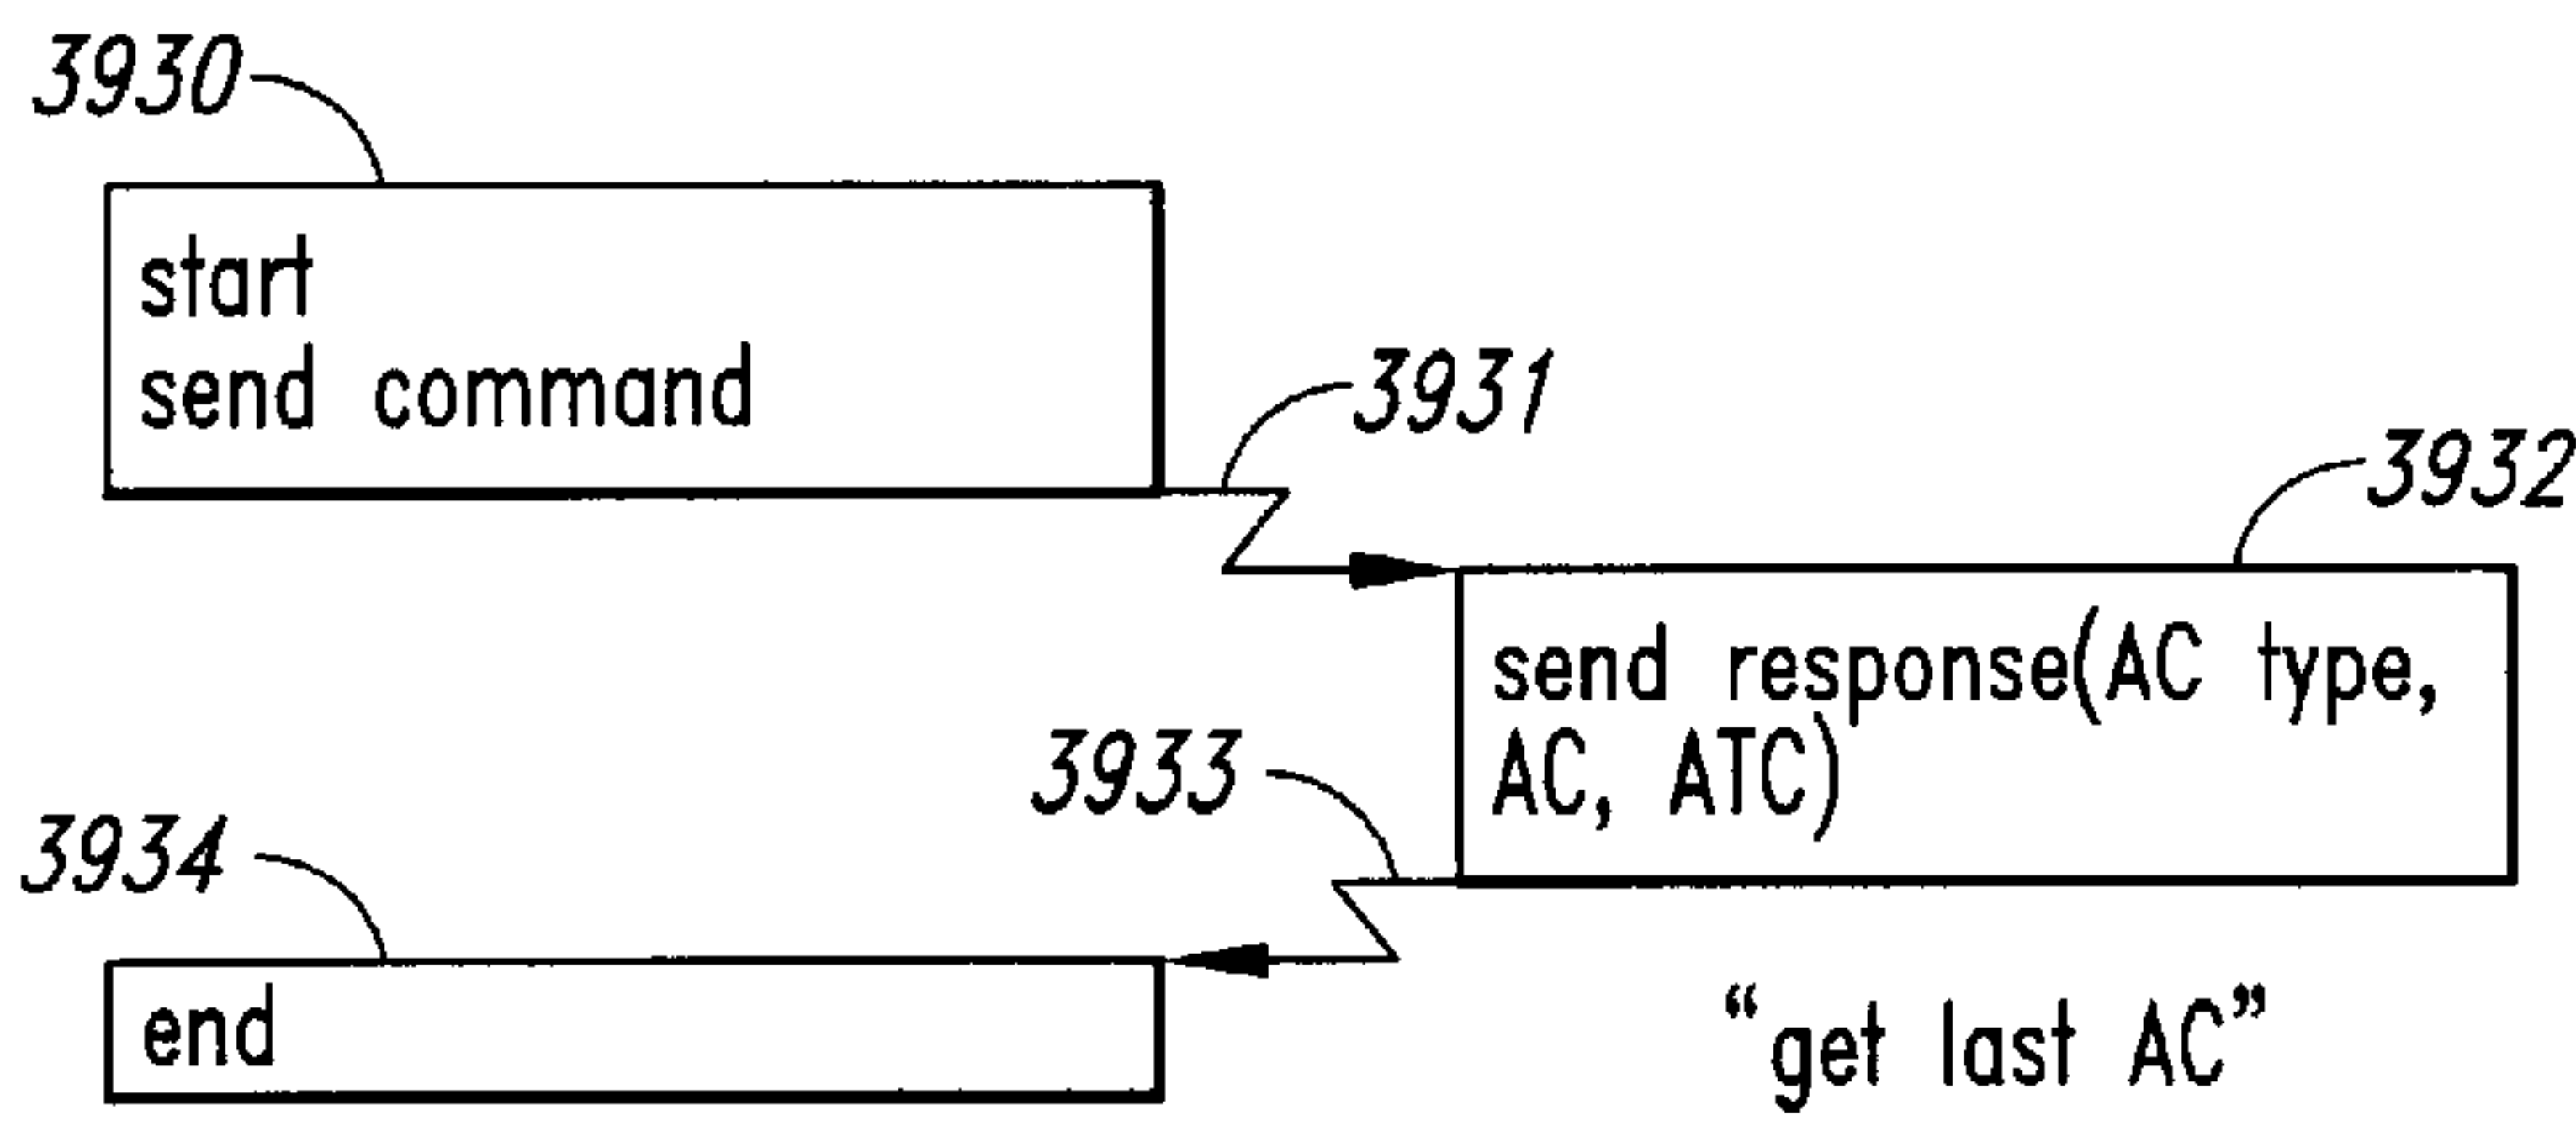 3930
start
send command
3931
3932
send response(AC type,
AC, ATC)
3933
3934
end
“get last AC”